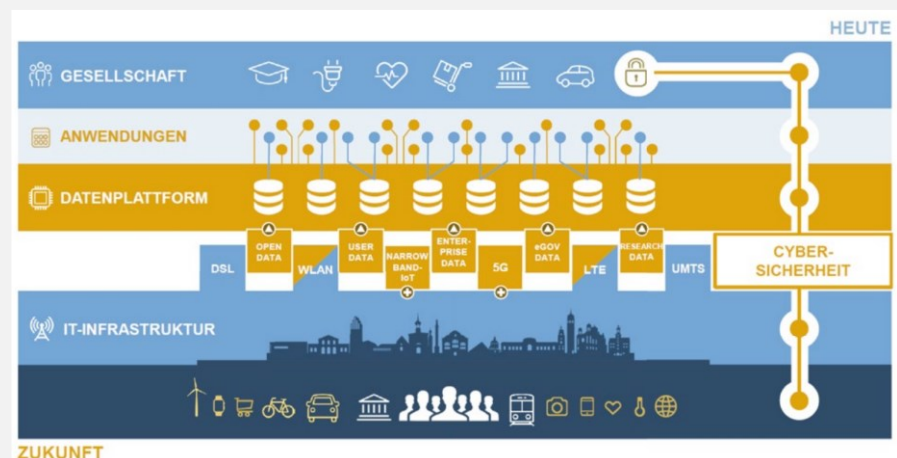 HEUTE
GESELLSCHAFT
ANWENDUNGEN
DATENPLATTFORM
OPEN
DATA
USER
DATA
ENTER-
PRISE
DATA
eGOV
DATA
RESEARCH
DATA
DSL
WLAN
NARROW
BAND-
IoT
5G
LTE
UMTS
CYBER-
SICHERHEIT
IT-INFRASTRUKTUR
ZUKUNFT